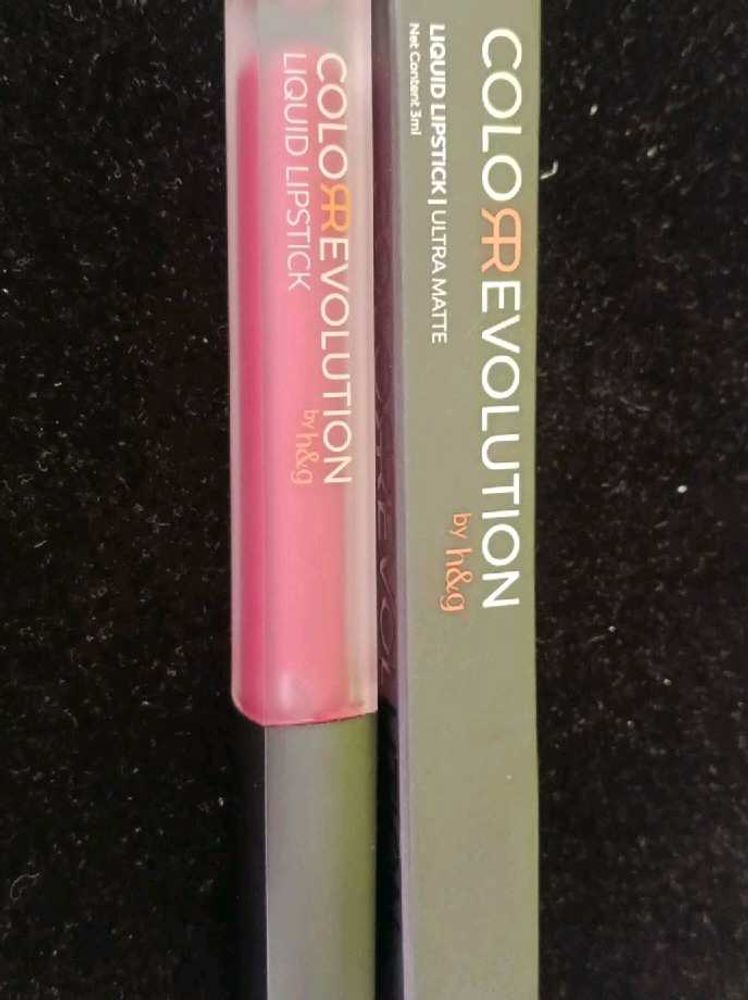 COLORREVOLUTION
LIQUID LIPSTICK
by h&g
COLORREVOLUTION
by h&g
LIQUID LIPSTICK | ULTRA MATTE
Net Content 3ml